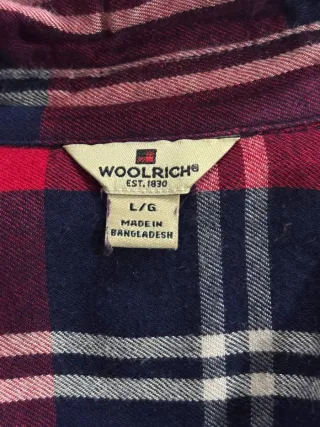 WOOLRICH®
EST. 1830
L/G
MADE IN
BANGLADESH